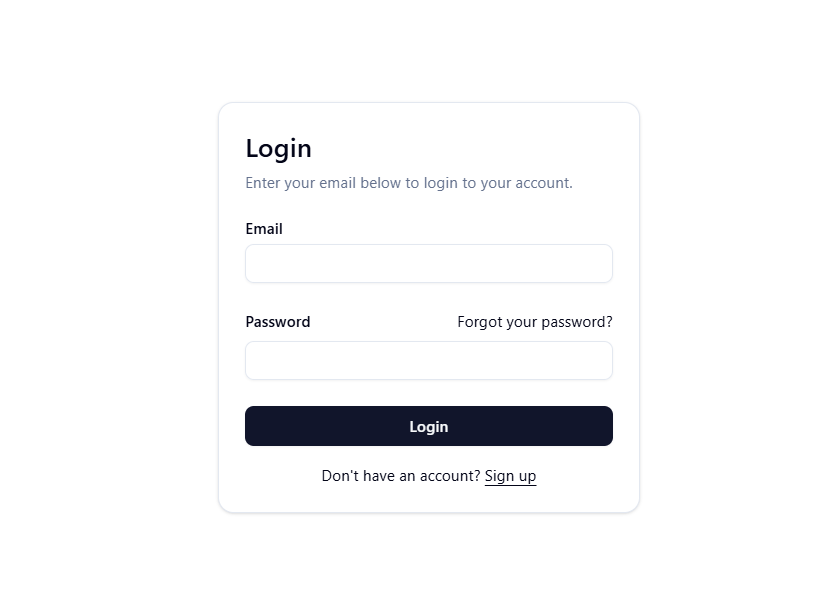 Login
Enter your email below to login to your account.
Email
Password Forgot your password?
Login
Don't have an account? Sign up